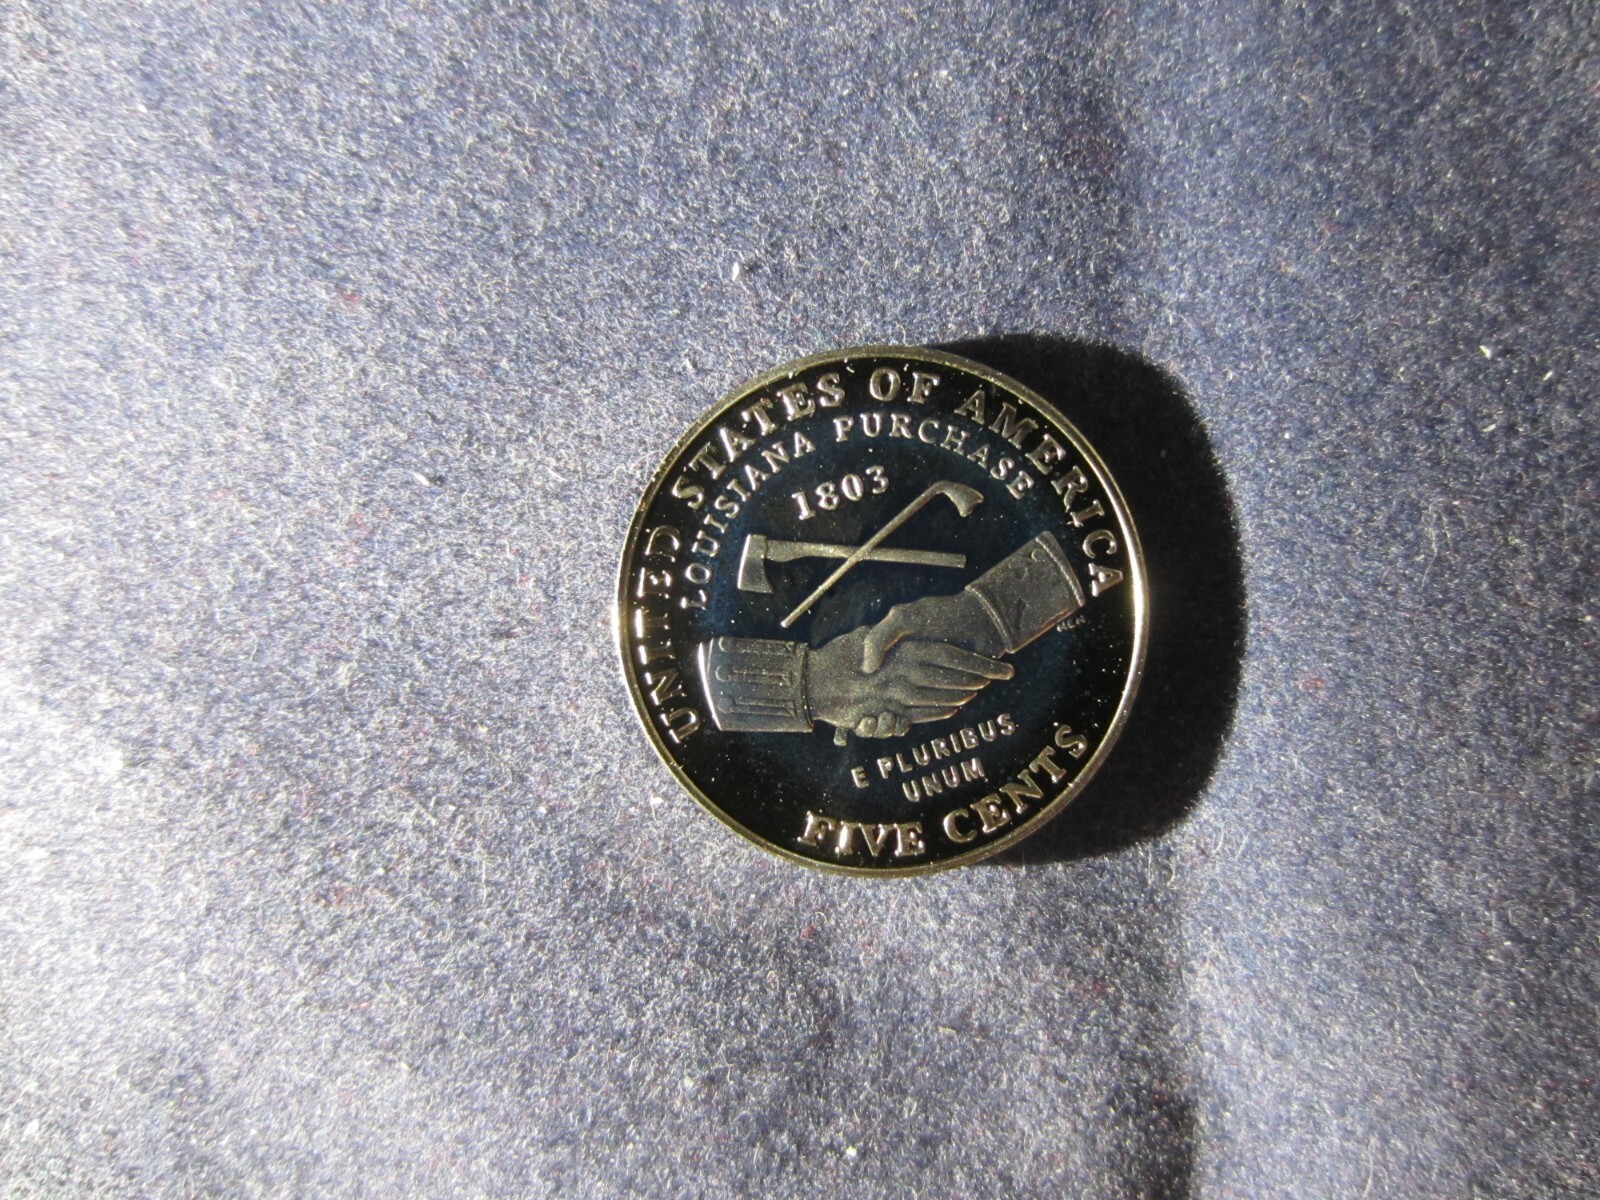 UNITED STATES OF AMERICA
LOUISIANA PURCHASE
1803
E PLURIBUS
UNUM
FIVE CENTS